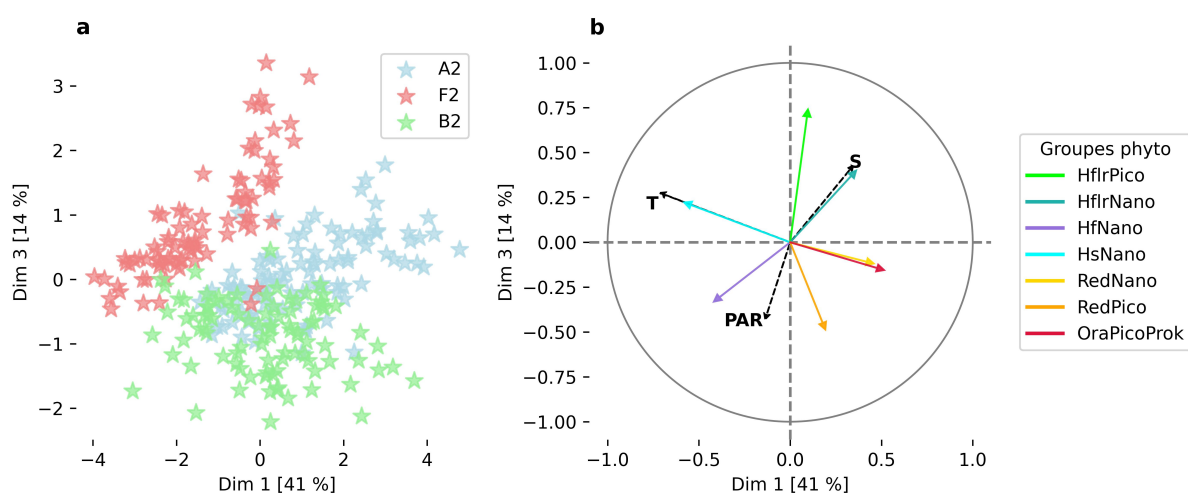 a
A2
F2
B2
3
2
1
0
−1
−2
Dim 3 [14 %]
−4
−2
0
2
4
Dim 1 [41 %]
b
1.00
0.75
0.50
0.25
0.00
−0.25
−0.50
−0.75
−1.00
Dim 3 [14 %]
S
T
PAR
−1.0
−0.5
0.0
0.5
1.0
Dim 1 [41 %]
Groupes phyto
HflrPico
HflrNano
HfNano
HsNano
RedNano
RedPico
OraPicoProk